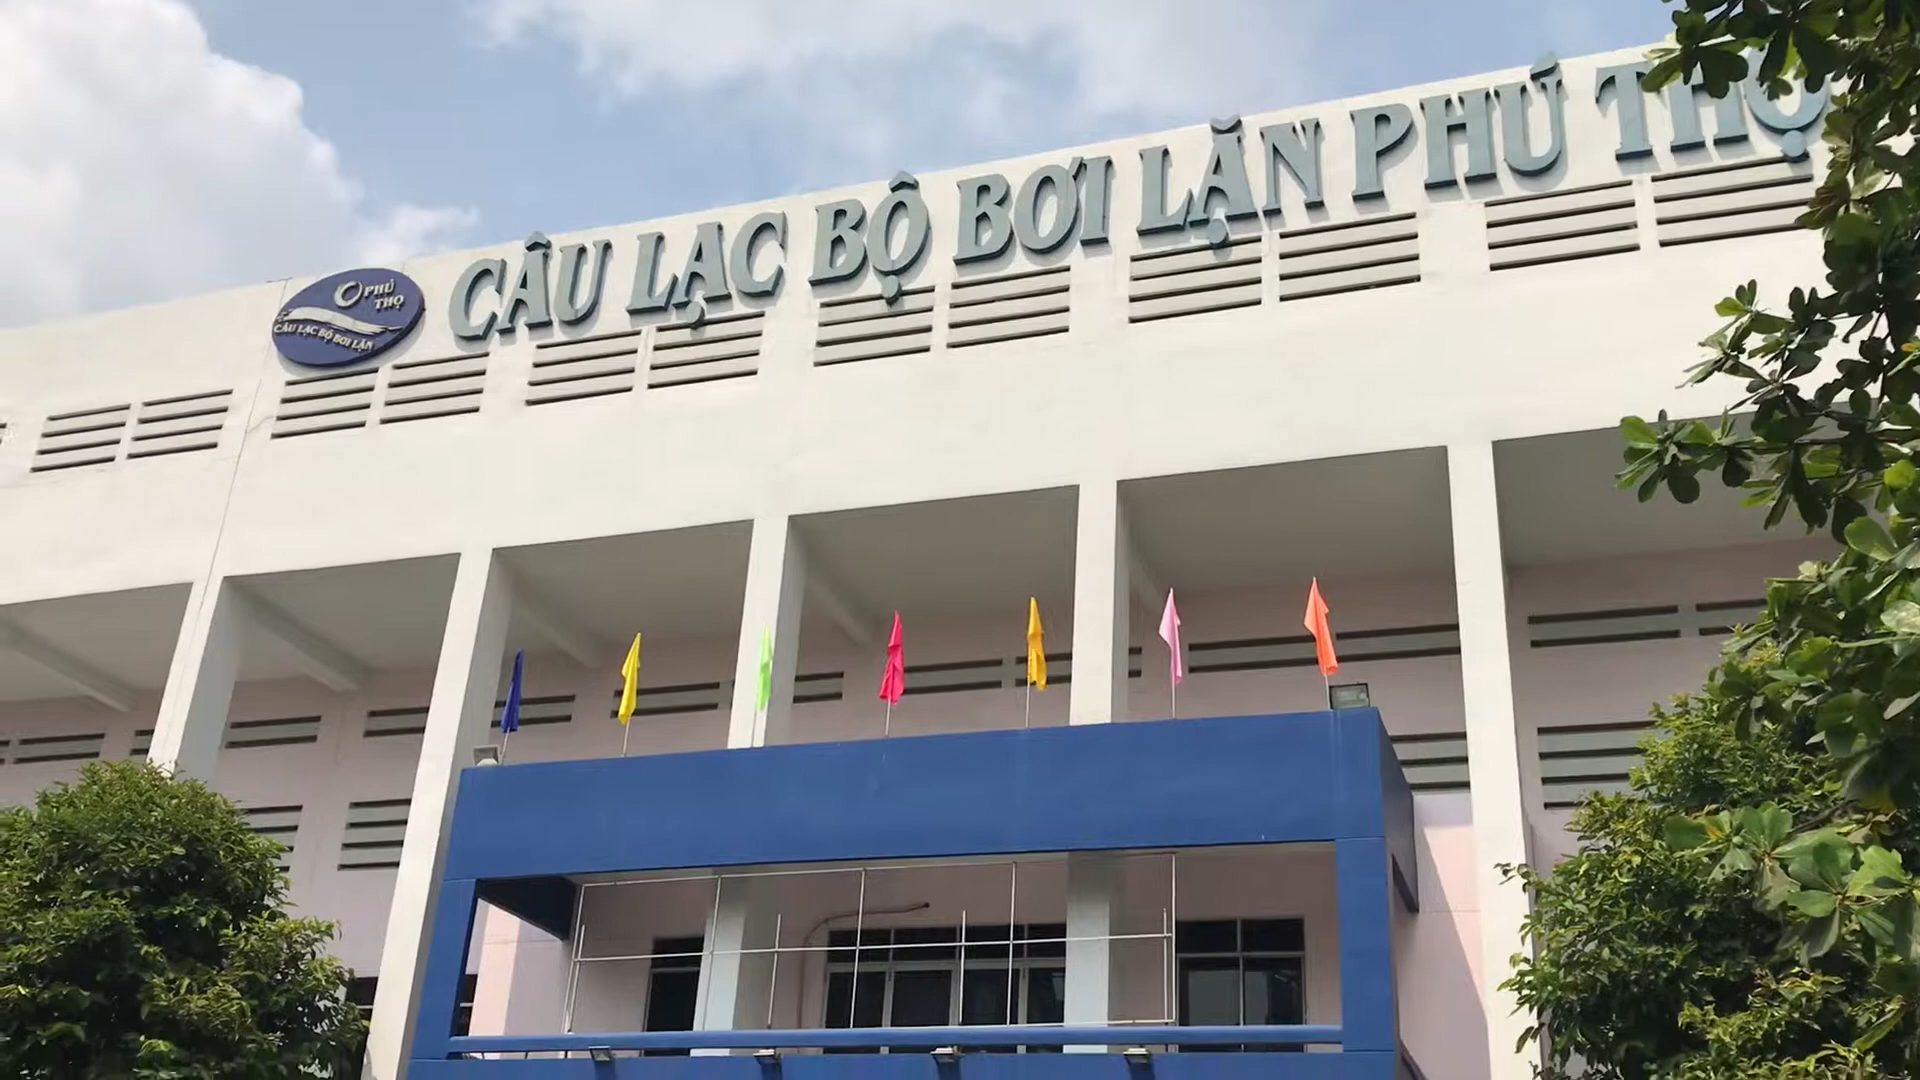 CÂU LẠC BỘ BƠI LẶN PHÚ THỌ
PHÚ
THỌ
CÂU LẠC BỘ BƠI LẶN